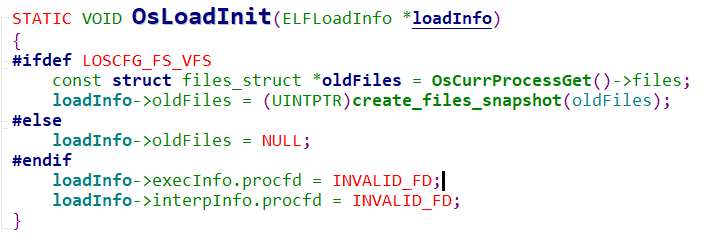 STATIC VOID OsLoadInit(ELFLoadInfo *loadInfo)
{
#ifdef LOSCFG_FS_VFS
    const struct files_struct *oldFiles = OsCurrProcessGet()->files;
    loadInfo->oldFiles = (UINTPTR)create_files_snapshot(oldFiles);
#else
    loadInfo->oldFiles = NULL;
#endif
    loadInfo->execInfo.procfd = INVALID_FD;
    loadInfo->interpInfo.procfd = INVALID_FD;
}